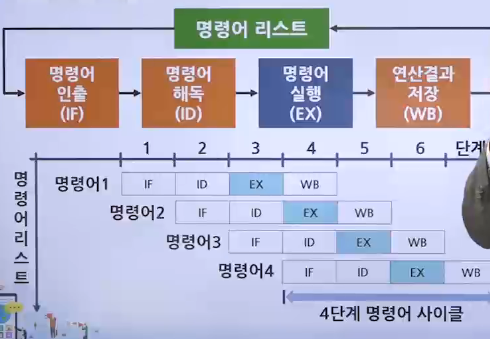 명령어 리스트
명령어
인출
(IF)
명령어
해독
(ID)
명령어
실행
(EX)
연산결과
저장
(WB)
1 2 3 4 5 6 단계
명령어리스트
명령어1 IF ID EX WB
명령어2 IF ID EX WB
명령어3 IF ID EX WB
명령어4 IF ID EX WB
4단계 명령어 사이클